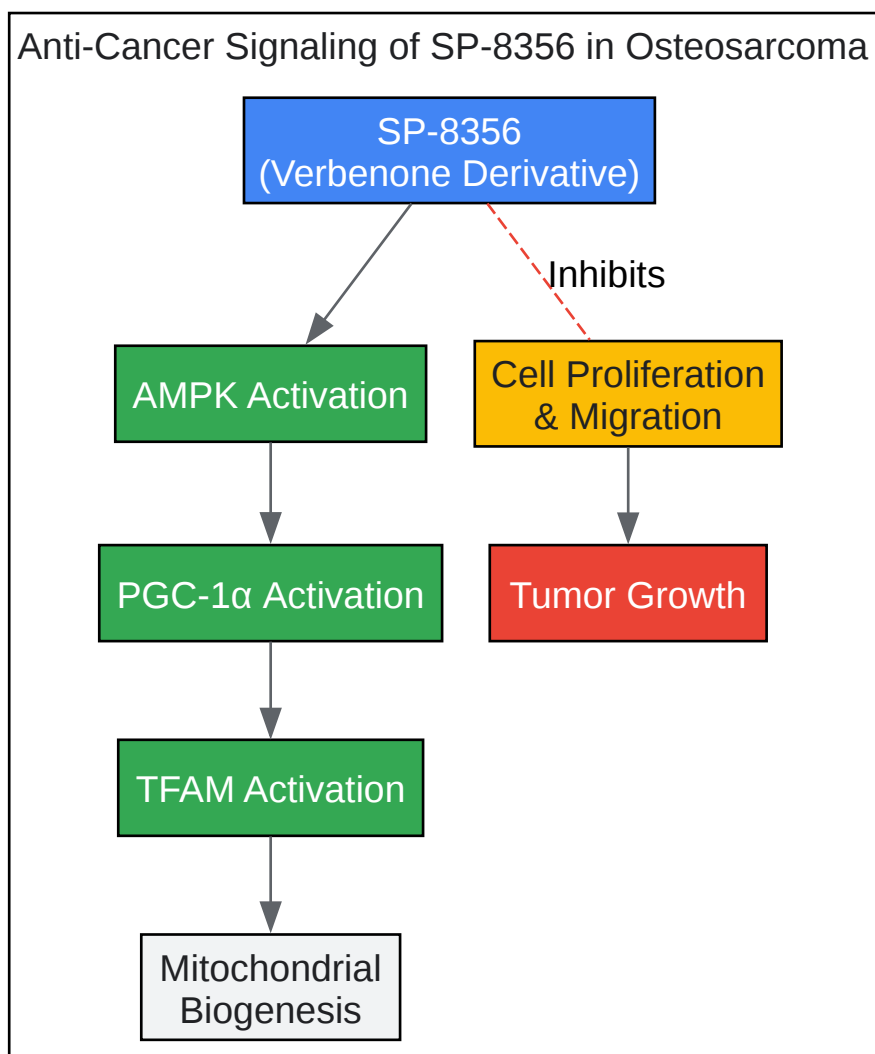 Anti-Cancer Signaling of SP-8356 in Osteosarcoma
SP-8356
(Verbenone Derivative)
Inhibits
AMPK Activation
Cell Proliferation
& Migration
PGC-1α Activation
Tumor Growth
TFAM Activation
Mitochondrial
Biogenesis